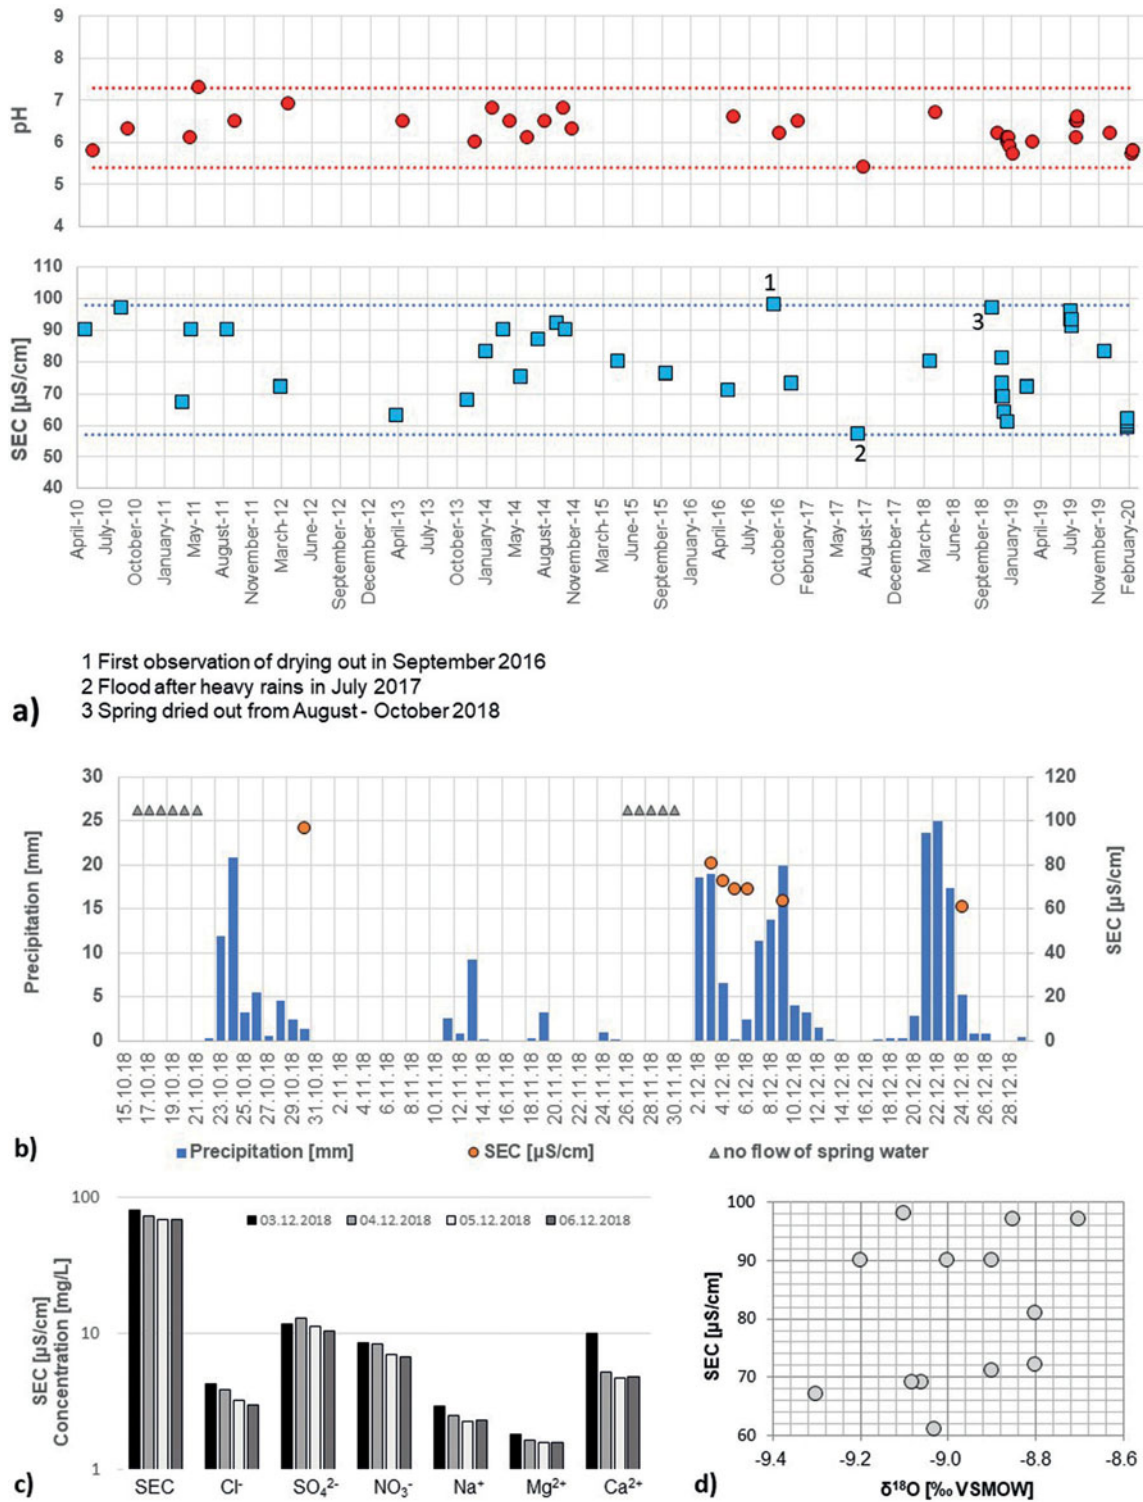 9
8
7
6
5
4
pH
110
100
90
80
70
60
50
40
SEC [µS/cm]
1
2
3
April-10
July-10
October-10
January-11
May-11
August-11
November-11
March-12
June-12
September-12
December-12
April-13
July-13
October-13
January-14
May-14
August-14
November-14
March-15
June-15
September-15
January-16
April-16
July-16
October-16
February-17
May-17
August-17
December-17
March-18
June-18
September-18
January-19
April-19
July-19
November-19
February-20
1 First observation of drying out in September 2016
2 Flood after heavy rains in July 2017
3 Spring dried out from August - October 2018
a)
30
25
20
15
10
5
0
Precipitation [mm]
120
100
80
60
40
20
0
SEC [µS/cm]
15.10.18
17.10.18
19.10.18
21.10.18
23.10.18
25.10.18
27.10.18
29.10.18
31.10.18
2.11.18
4.11.18
6.11.18
8.11.18
10.11.18
12.11.18
14.11.18
16.11.18
18.11.18
20.11.18
22.11.18
24.11.18
26.11.18
28.11.18
30.11.18
2.12.18
4.12.18
6.12.18
8.12.18
10.12.18
12.12.18
14.12.18
16.12.18
18.12.18
20.12.18
22.12.18
24.12.18
26.12.18
28.12.18
b)
Precipitation [mm] SEC [µS/cm] no flow of spring water
100
10
1
SEC [µS/cm]
Concentration [mg/L]
03.12.2018 04.12.2018 05.12.2018 06.12.2018
SEC Cl⁻ SO₄²⁻ NO₃⁻ Na⁺ Mg²⁺ Ca²⁺
c)
100
90
80
70
60
SEC [µS/cm]
-9.4 -9.2 -9.0 -8.8 -8.6
δ¹⁸O [‰ VSMOW]
d)